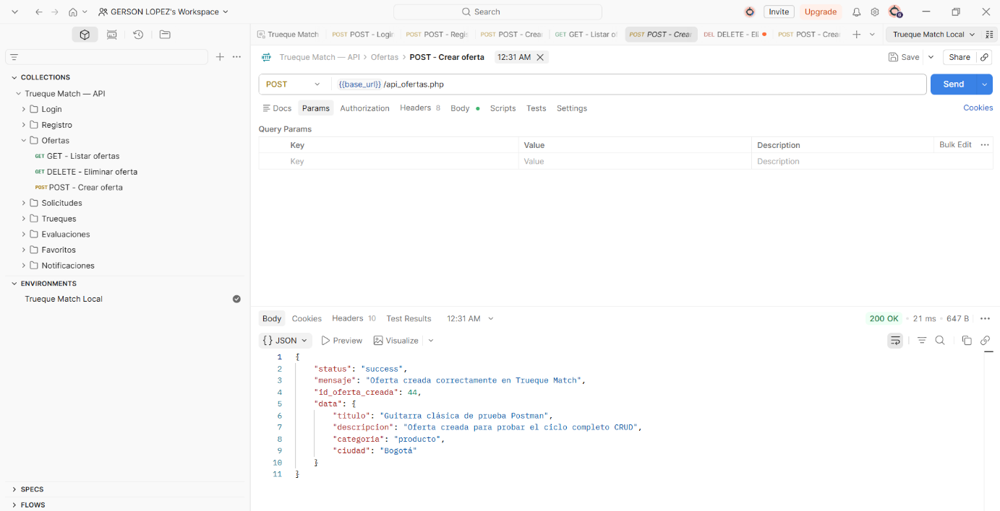 GERSON LOPEZ's Workspace
Search
Invite
Upgrade
Trueque Match
POST POST - Login
POST POST - Regis
POST POST - Crear
GET GET - Listar of
POST POST - Crear
DEL DELETE - Eli
POST POST - Crea
Trueque Match Local
COLLECTIONS
Trueque Match — API
Login
Registro
Ofertas
GET GET - Listar ofertas
GET DELETE - Eliminar oferta
POST POST - Crear oferta
Solicitudes
Trueques
Evaluaciones
Favoritos
Notificaciones
ENVIRONMENTS
Trueque Match Local
SPECS
FLOWS
HTTP Trueque Match — API > Ofertas > POST - Crear oferta 12:31 AM
Save
Share
POST {{base_url}} /api_ofertas.php
Send
Docs Params Authorization Headers 8 Body Scripts Tests Settings
Cookies
Query Params
Key Value Description Bulk Edit
Key Value Description
Body Cookies Headers 10 Test Results 12:31 AM
200 OK • 21 ms • 647 B
{} JSON Preview Visualize
1 {
2 "status": "success",
3 "mensaje": "Oferta creada correctamente en Trueque Match",
4 "id_oferta_creada": 44,
5 "data": {
6 "titulo": "Guitarra clásica de prueba Postman",
7 "descripcion": "Oferta creada para probar el ciclo completo CRUD",
8 "categoria": "producto",
9 "ciudad": "Bogotá"
10 }
11 }